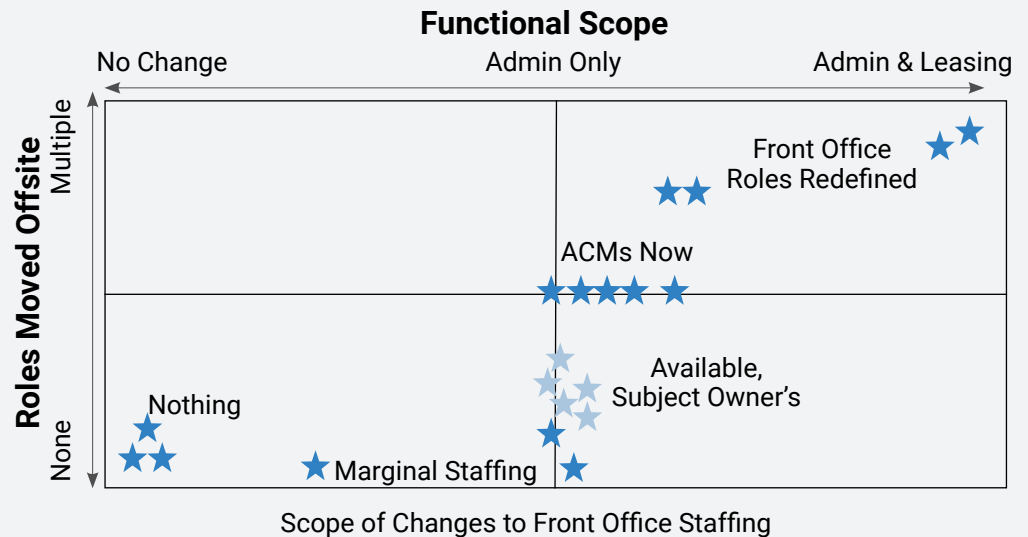 Functional Scope
No Change
Admin Only
Admin & Leasing
Roles Moved Offsite
Multiple
None
Front Office
Roles Redefined
ACMs Now
Available,
Subject Owner’s
Nothing
Marginal Staffing
Scope of Changes to Front Office Staffing